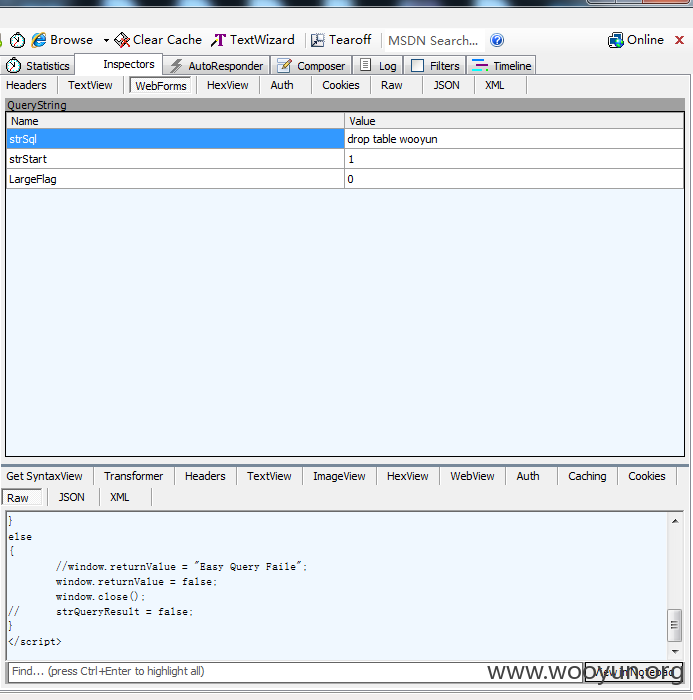 Browse Clear Cache TextWizard Tearoff MSDN Search... Online
Statistics Inspectors AutoResponder Composer Log Filters Timeline
Headers TextView WebForms HexView Auth Cookies Raw JSON XML
QueryString
Name Value
strSql drop table wooyun
strStart 1
LargeFlag 0
Get SyntaxView Transformer Headers TextView ImageView HexView WebView Auth Caching Cookies
Raw JSON XML
}
else
{
//window.returnValue = "Easy Query Faile";
window.returnValue = false;
window.close();
// strQueryResult = false;
}
</script>
Find... (press Ctrl+Enter to highlight all) View in Notepad
www.wooyun.org